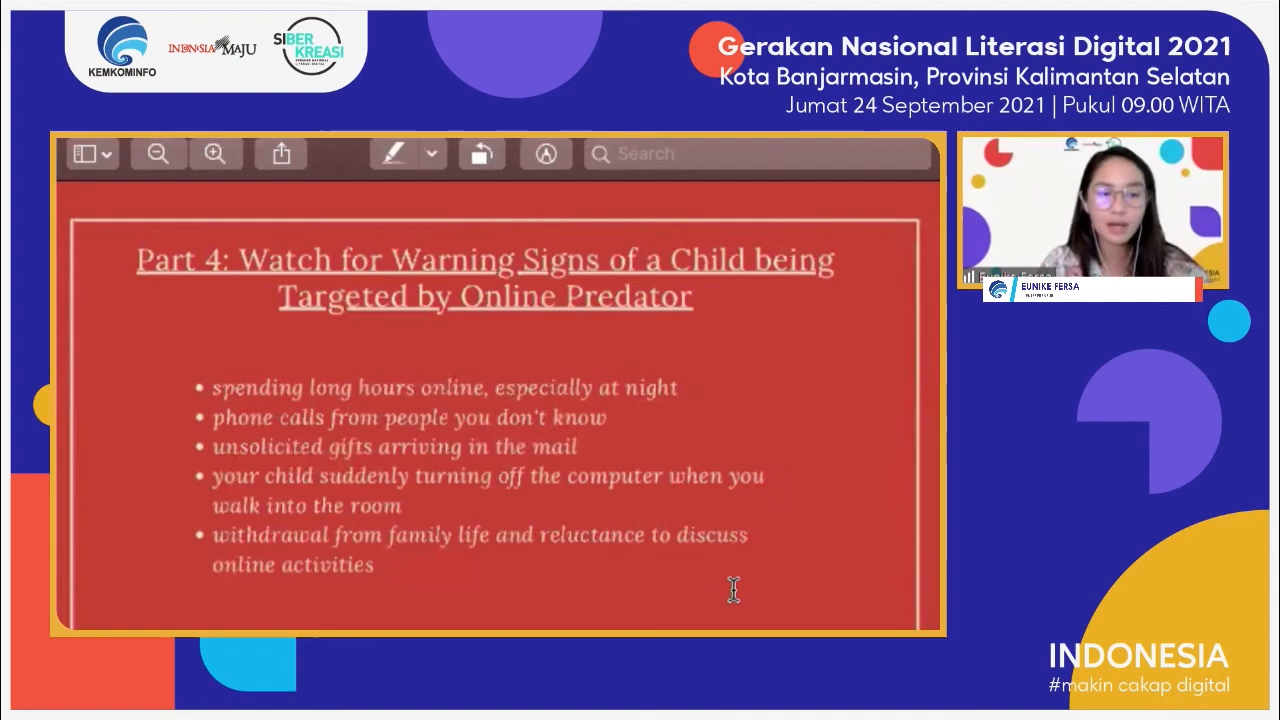 KEMKOMINFO
INDONESIA MAJU
SIBER
KREASI
Gerakan Nasional Literasi Digital 2021
Kota Banjarmasin, Provinsi Kalimantan Selatan
Jumat 24 September 2021 | Pukul 09.00 WITA
Search
Part 4: Watch for Warning Signs of a Child being
Targeted by Online Predator
• spending long hours online, especially at night
• phone calls from people you don't know
• unsolicited gifts arriving in the mail
• your child suddenly turning off the computer when you
walk into the room
• withdrawal from family life and reluctance to discuss
online activities
Eunike Fersa
EUNIKE FERSA
INDONESIA
#makin cakap digital